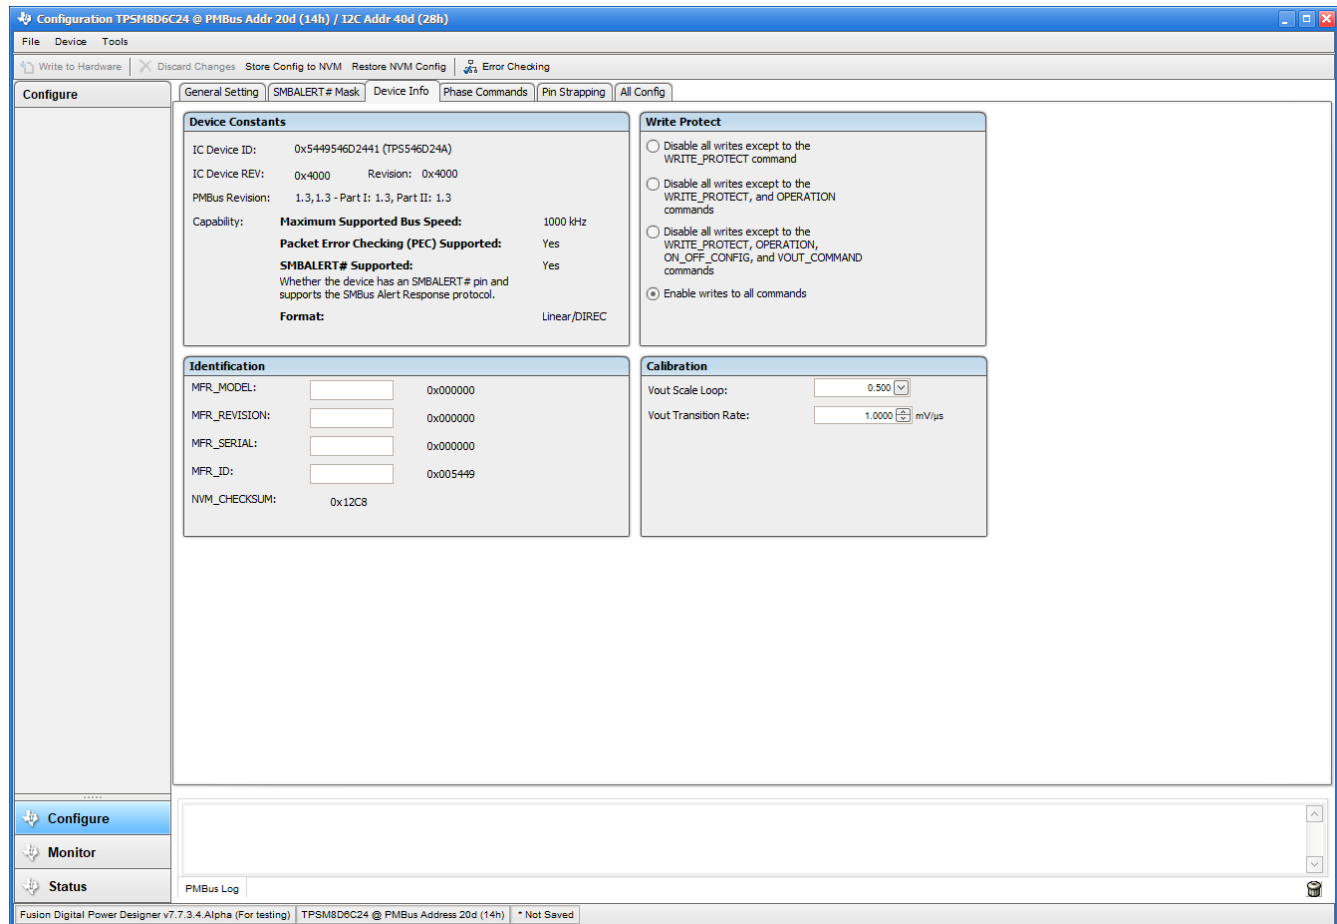 Configuration TPSM8D6C24 @ PMBus Addr 20d (14h) / I2C Addr 40d (28h)
File Device Tools
Write to Hardware Discard Changes Store Config to NVM Restore NVM Config Error Checking
Configure
General Setting SMBALERT# Mask Device Info Phase Commands Pin Strapping All Config
Device Constants
IC Device ID: 0x5449546D2441 (TPS546D24A)
IC Device REV: 0x4000 Revision: 0x4000
PMBus Revision: 1.3,1.3 - Part I: 1.3, Part II: 1.3
Capability: Maximum Supported Bus Speed: 1000 kHz
Packet Error Checking (PEC) Supported: Yes
SMBALERT# Supported: Yes
Whether the device has an SMBALERT# pin and
supports the SMBus Alert Response protocol.
Format: Linear/DIREC
Write Protect
Disable all writes except to the
WRITE_PROTECT command
Disable all writes except to the
WRITE_PROTECT, and OPERATION
commands
Disable all writes except to the
WRITE_PROTECT, OPERATION,
ON_OFF_CONFIG, and VOUT_COMMAND
commands
Enable writes to all commands
Identification
MFR_MODEL: 0x000000
MFR_REVISION: 0x000000
MFR_SERIAL: 0x000000
MFR_ID: 0x005449
NVM_CHECKSUM: 0x12C8
Calibration
Vout Scale Loop: 0.500
Vout Transition Rate: 1.0000 mV/µs
Configure
Monitor
Status
PMBus Log
Fusion Digital Power Designer v7.7.3.4.Alpha (For testing) TPSM8D6C24 @ PMBus Address 20d (14h) * Not Saved